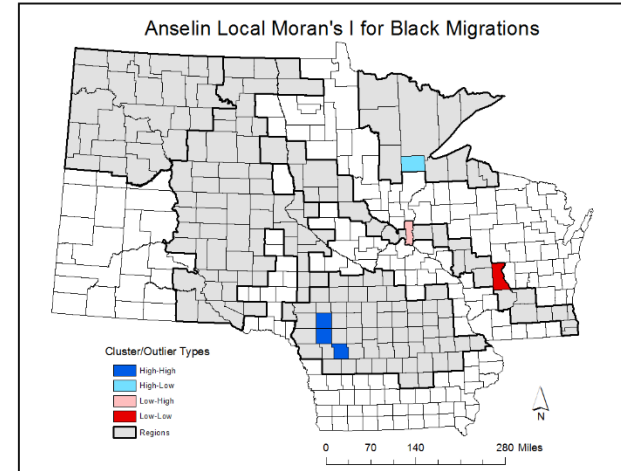 Anselin Local Moran's I for Black Migrations
Cluster/Outlier Types
High-High
High-Low
Low-High
Low-Low
Regions
N
0 70 140 280 Miles